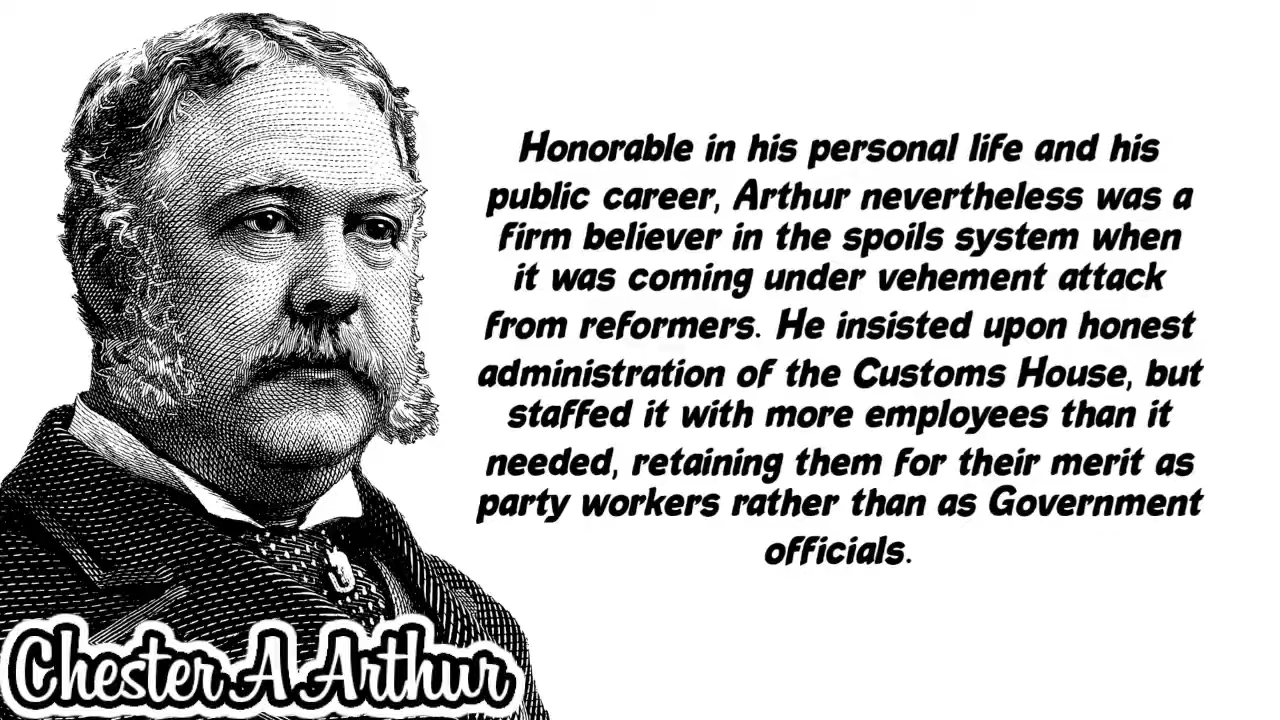 Honorable in his personal life and his
public career, Arthur nevertheless was a
firm believer in the spoils system when
it was coming under vehement attack
from reformers. He insisted upon honest
administration of the Customs House, but
staffed it with more employees than it
needed, retaining them for their merit as
party workers rather than as Government
officials.
Chester A Arthur